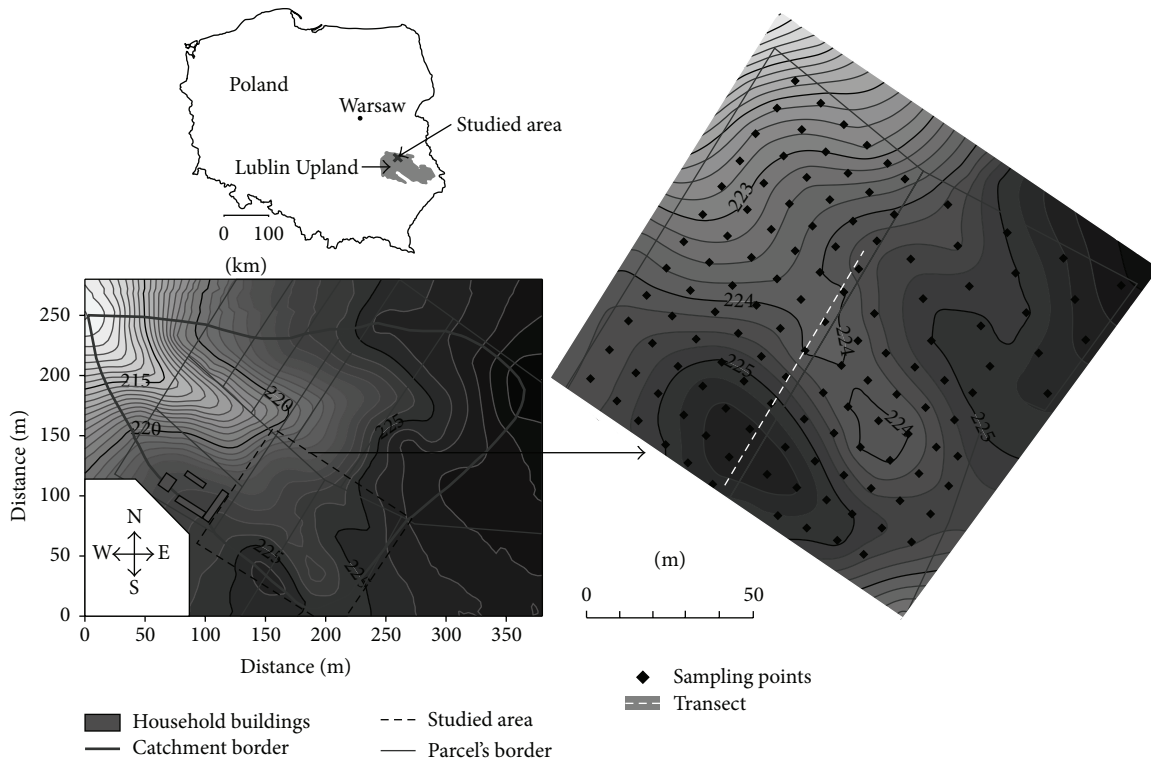 Poland
Warsaw
Studied area
Lublin Upland
0 100
(km)
223
224
224
225
224
225
250
200
150
100
50
0
Distance (m)
215
220
220
225
225
225
N
W E
S
0 50 100 150 200 250 300 350
Distance (m)
(m)
0 50
Sampling points
Transect
Household buildings
Catchment border
Studied area
Parcel's border